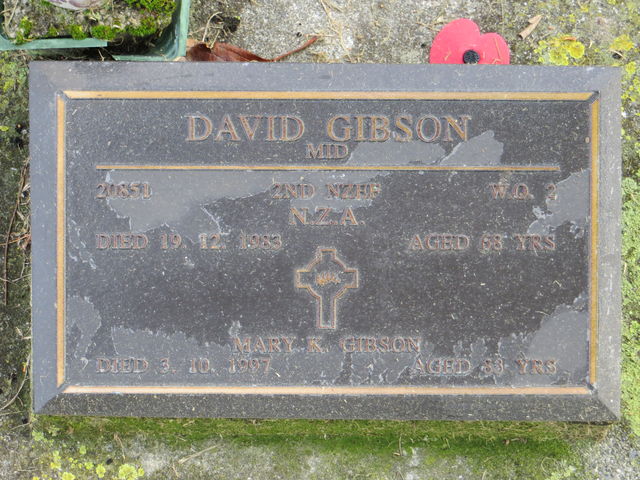 DAVID GIBSON
MID
20851 2ND NZEF W.O. 2
N.Z.A
DIED 19. 12. 1983 AGED 68 YRS
MARY K. GIBSON
DIED 3. 10. 1997 AGED 83 YRS